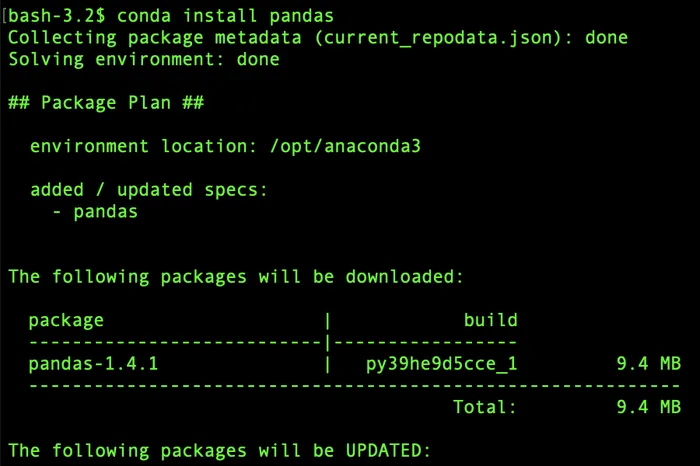 [bash-3.2$ conda install pandas
Collecting package metadata (current_repodata.json): done
Solving environment: done
## Package Plan ##
environment location: /opt/anaconda3
added / updated specs:
- pandas
The following packages will be downloaded:
package | build
---------------------------|-----------------
pandas-1.4.1 | py39he9d5cce_1 9.4 MB
------------------------------------------------------------
Total: 9.4 MB
The following packages will be UPDATED: